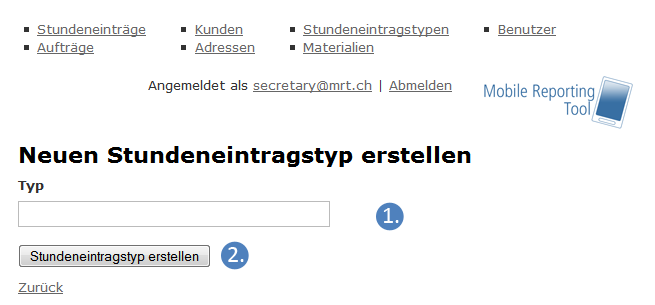 Stundeneinträge Kunden Stundeneintragstypen Benutzer
Aufträge Adressen Materialien
Angemeldet als secretary@mrt.ch | Abmelden
Mobile Reporting
Tool
Neuen Stundeneintragstyp erstellen
Typ
1.
Stundeneintragstyp erstellen 2.
Zurück